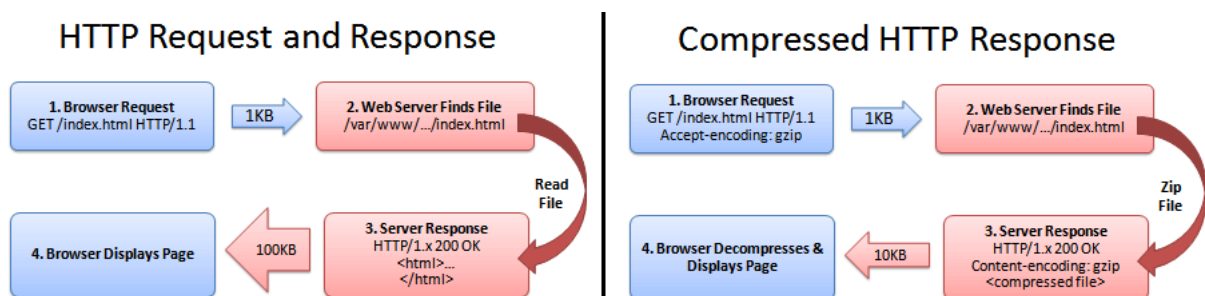 HTTP Request and Response
1. Browser Request
GET /index.html HTTP/1.1
1KB
2. Web Server Finds File
/var/www/.../index.html
Read
File
3. Server Response
HTTP/1.x 200 OK
<html>...
</html>
100KB
4. Browser Displays Page
Compressed HTTP Response
1. Browser Request
GET /index.html HTTP/1.1
Accept-encoding: gzip
1KB
2. Web Server Finds File
/var/www/.../index.html
Zip
File
3. Server Response
HTTP/1.x 200 OK
Content-encoding: gzip
<compressed file>
10KB
4. Browser Decompresses &
Displays Page